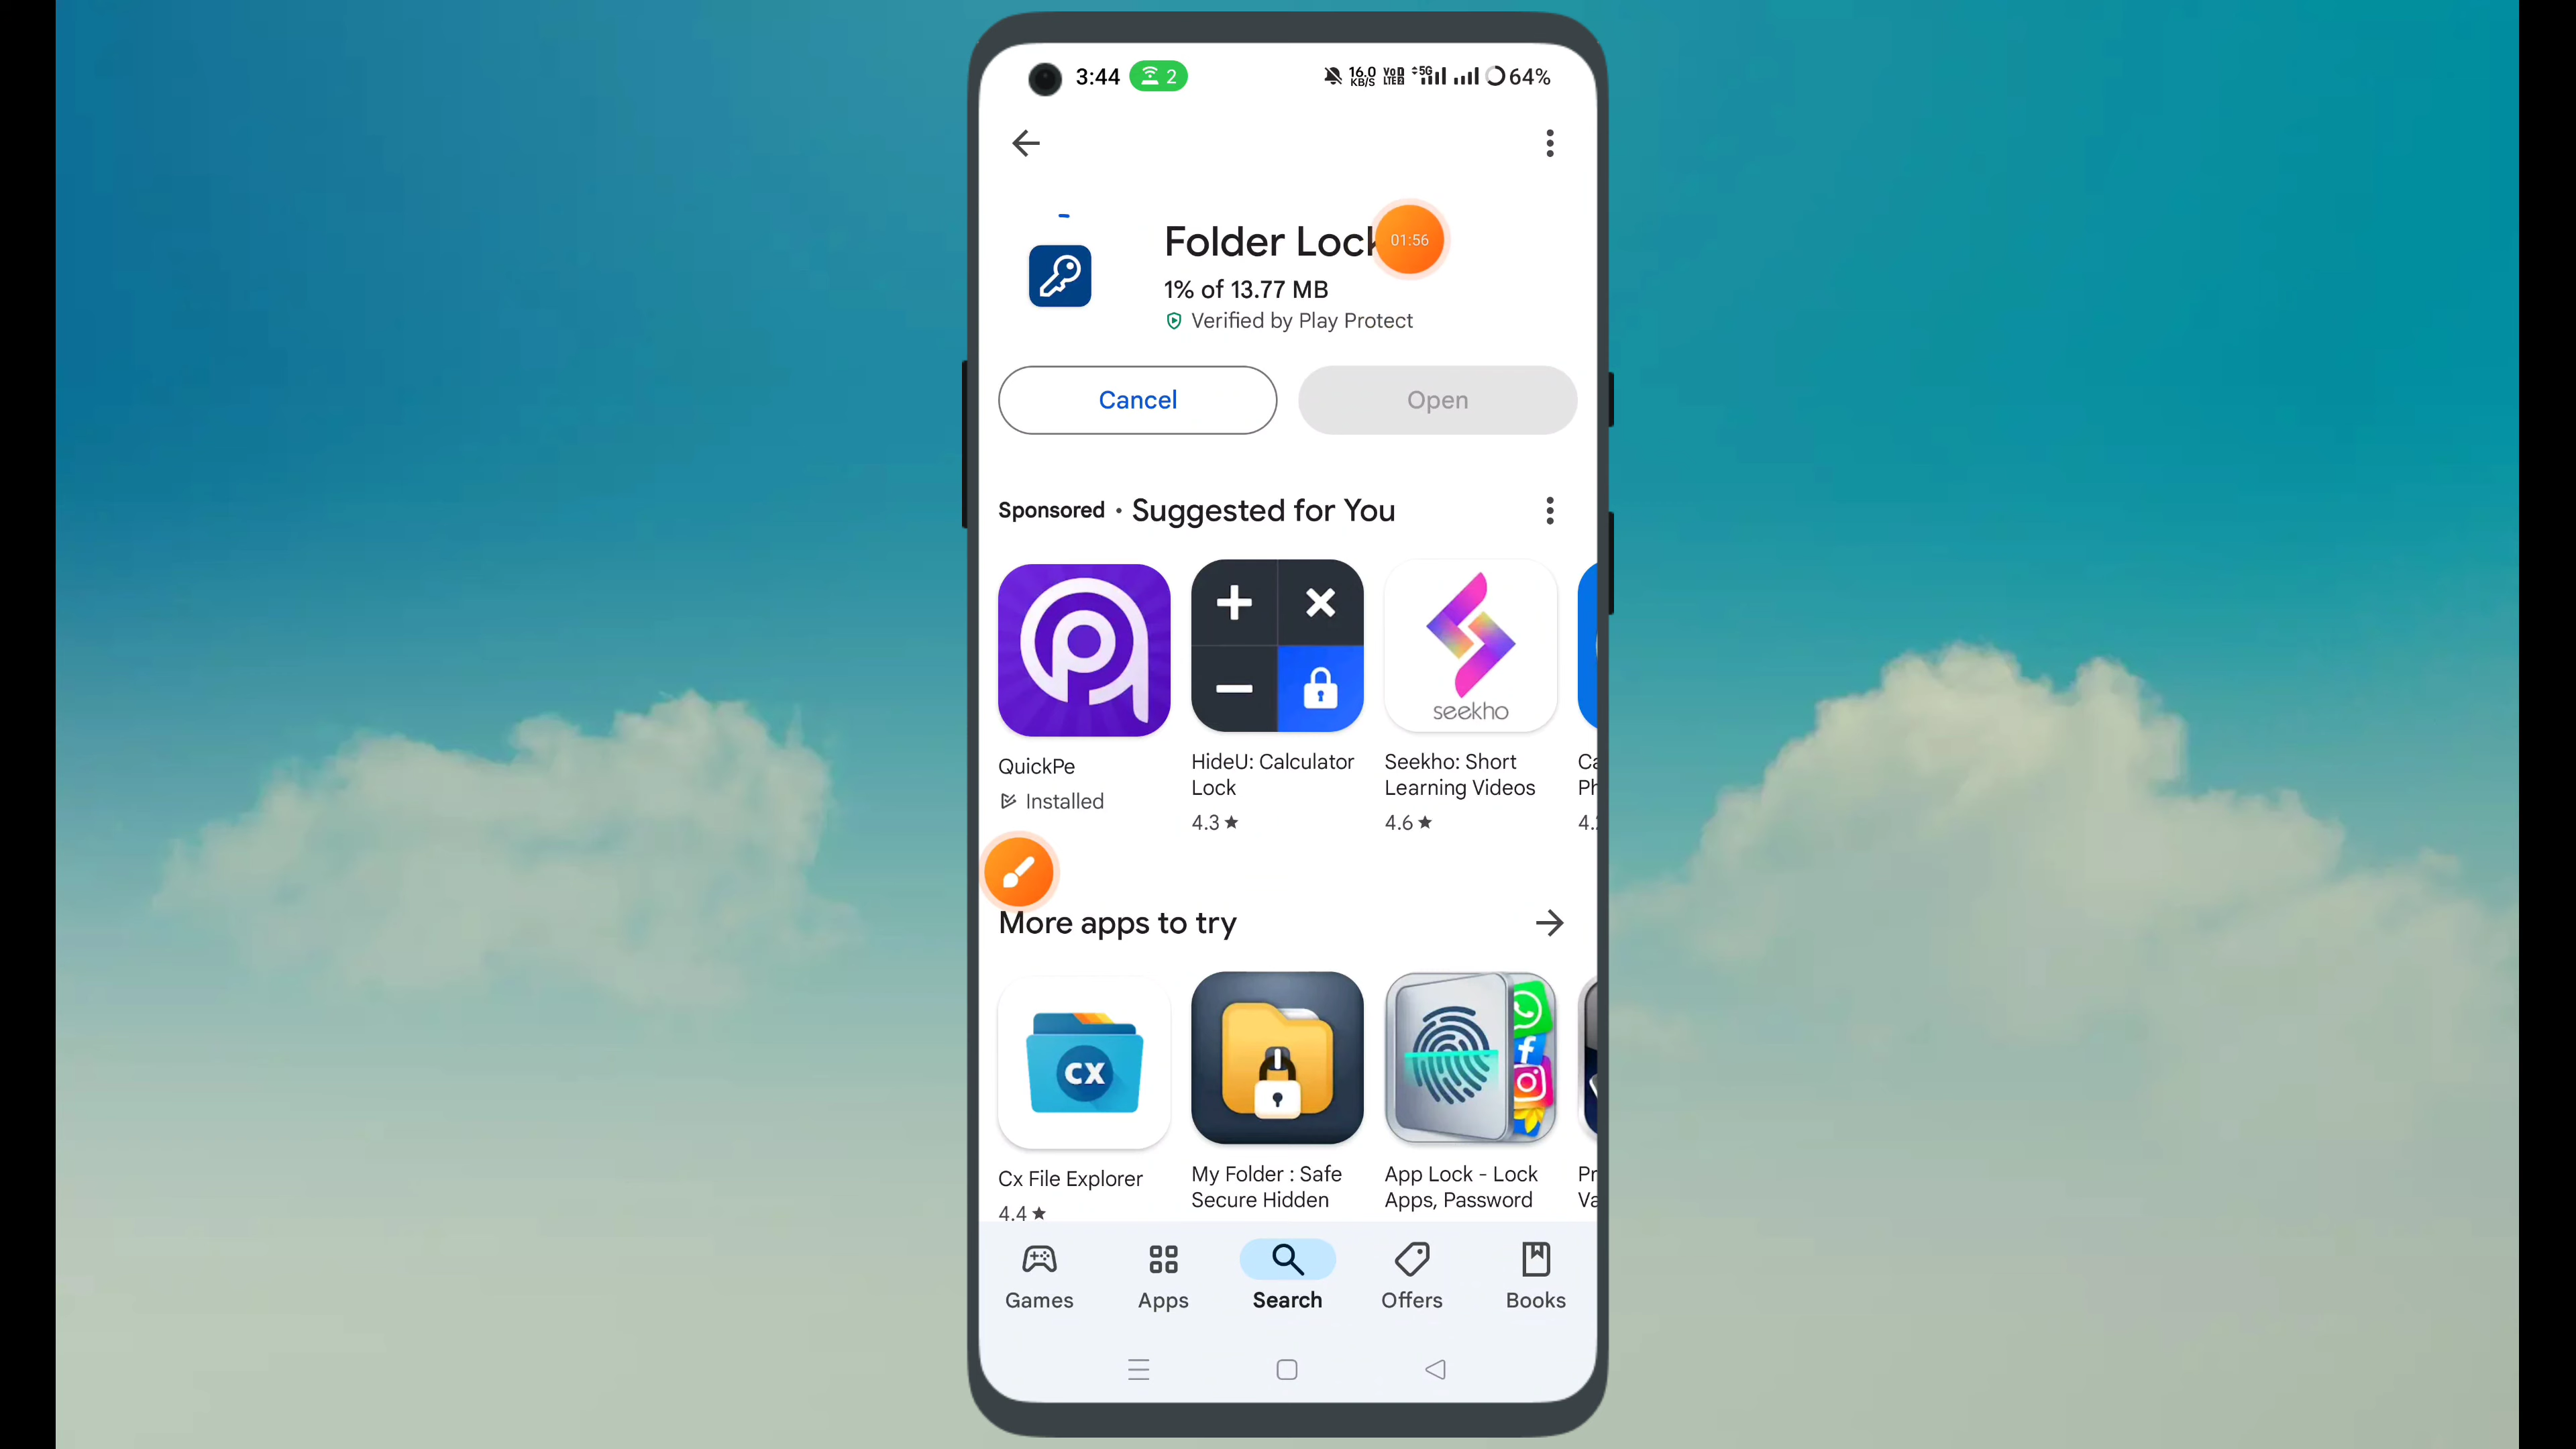 3:44
2
16.0
KB/S
5G
64%
Folder Lock
01:56
1% of 13.77 MB
Verified by Play Protect
Cancel
Open
Sponsored • Suggested for You
seekho
QuickPe
Installed
HideU: Calculator
Lock
4.3 ★
Seekho: Short
Learning Videos
4.6 ★
More apps to try
CX
Cx File Explorer
4.4 ★
My Folder : Safe
Secure Hidden
App Lock - Lock
Apps, Password
Games
Apps
Search
Offers
Books